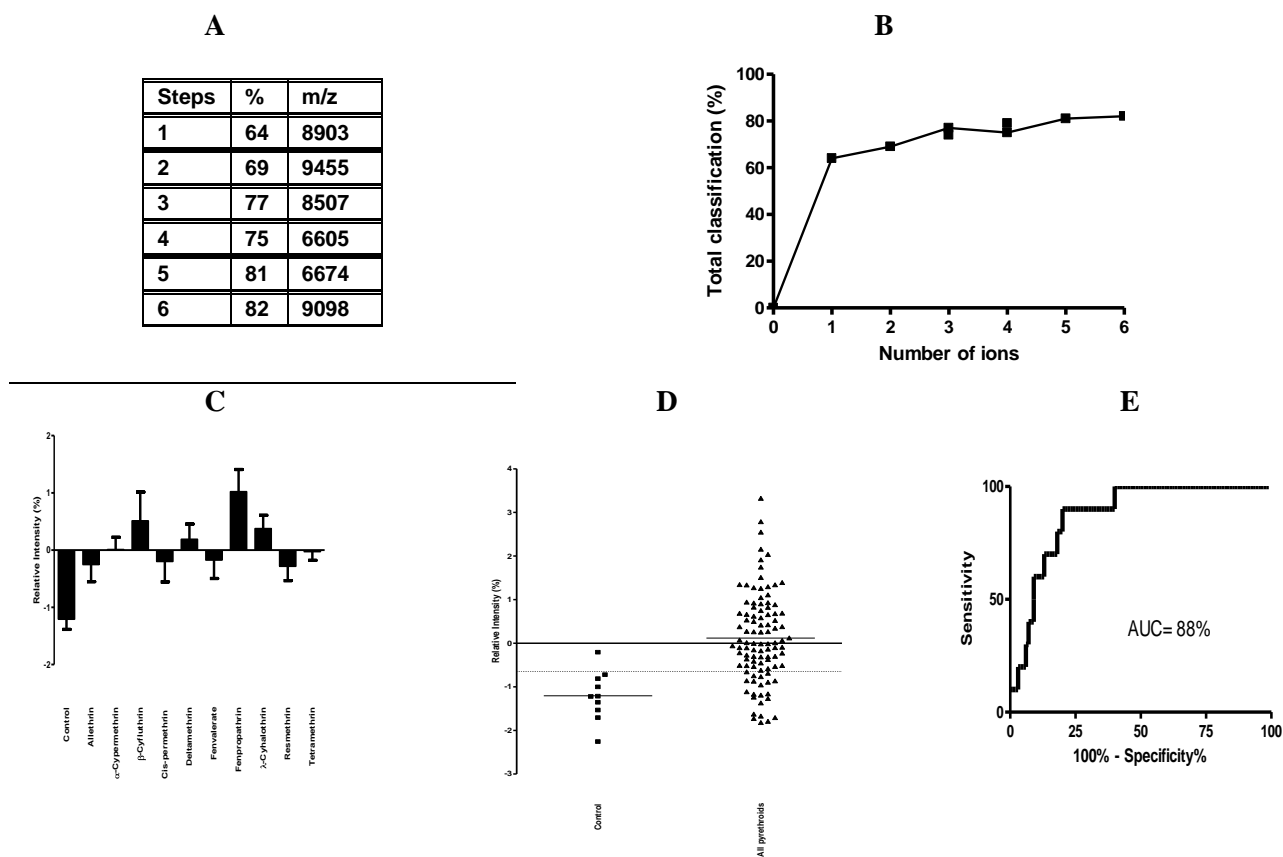 A
Steps % m/z
1 64 8903
2 69 9455
3 77 8507
4 75 6605
5 81 6674
6 82 9098
B
Total classification (%)
100
80
60
40
20
0
0 1 2 3 4 5 6
Number of ions
C
Relative Intensity (%)
2
1
0
-1
-2
Control
Allethrin
α-Cypermethrin
β-Cyfluthrin
Cis-permethrin
Deltamethrin
Fenvalerate
Fenpropathrin
λ-Cyhalothrin
Resmethrin
Tetramethrin
D
Relative Intensity (%)
4
3
2
1
0
-1
-2
-3
Control
All pyrethroids
E
Sensitivity
100
50
0
AUC= 88%
0 25 50 75 100
100% - Specificity%